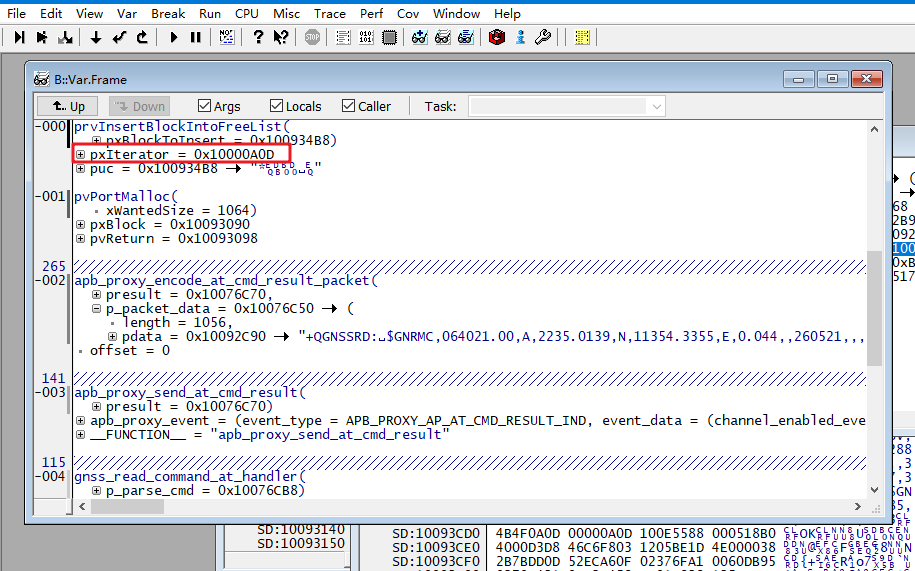 File Edit View Var Break Run CPU Misc Trace Perf Cov Window Help
B::Var.Frame
Up Down Args Locals Caller Task:
-000 prvInsertBlockIntoFreeList(
pxBlockToInsert = 0x100934B8)
pxIterator = 0x10000A0D
puc = 0x100934B8 →
-001 pvPortMalloc(
xWantedSize = 1064)
pxBlock = 0x10093090
pvReturn = 0x10093098
265
-002 apb_proxy_encode_at_cmd_result_packet(
presult = 0x10076C70,
p_packet_data = 0x10076C50 → (
length = 1056,
pdata = 0x10092C90 → "+QGNSSRD:␣$GNRMC,064021.00,A,2235.0139,N,11354.3355,E,0.044,,260521,,,
offset = 0
141
-003 apb_proxy_send_at_cmd_result(
presult = 0x10076C70)
apb_proxy_event = (event_type = APB_PROXY_AP_AT_CMD_RESULT_IND, event_data = (channel_enabled_eve
__FUNCTION__ = "apb_proxy_send_at_cmd_result"
115
-004 gnss_read_command_at_handler(
p_parse_cmd = 0x10076CB8)
SD:10093140
SD:10093150
SD:10093CD0 4B4F0A0D 00000A0D 100E5588 000518B0
SD:10093CE0 4000D3D8 46C6F803 1205BE1D 4E000038
SD:10093CF0 2B7BDD0D 52ECA60F 02376FA1 0A6DBA51